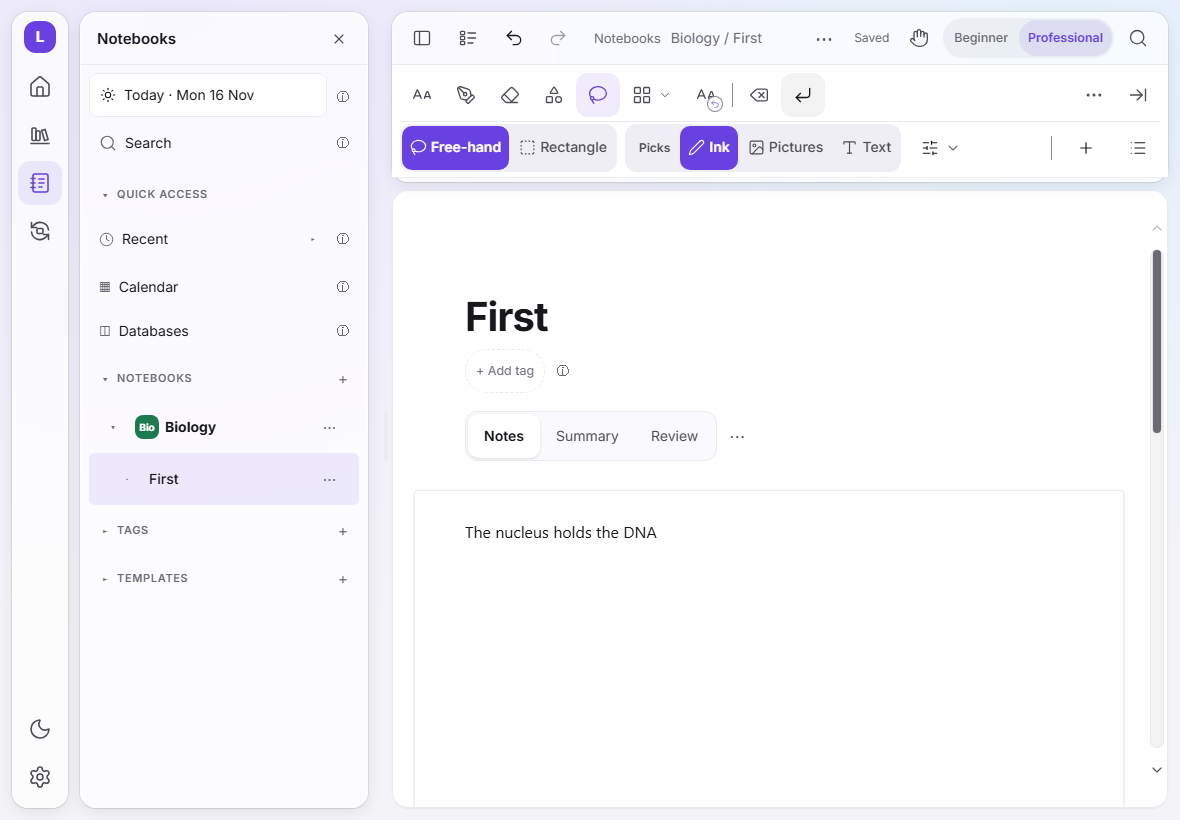 L
Notebooks
Today · Mon 16 Nov
Search
QUICK ACCESS
Recent
Calendar
Databases
NOTEBOOKS
Bio Biology
First
TAGS
TEMPLATES
Notebooks Biology / First
Saved
Beginner Professional
AA
AA
Free-hand Rectangle Picks Ink Pictures Text
First
+ Add tag
Notes Summary Review
The nucleus holds the DNA